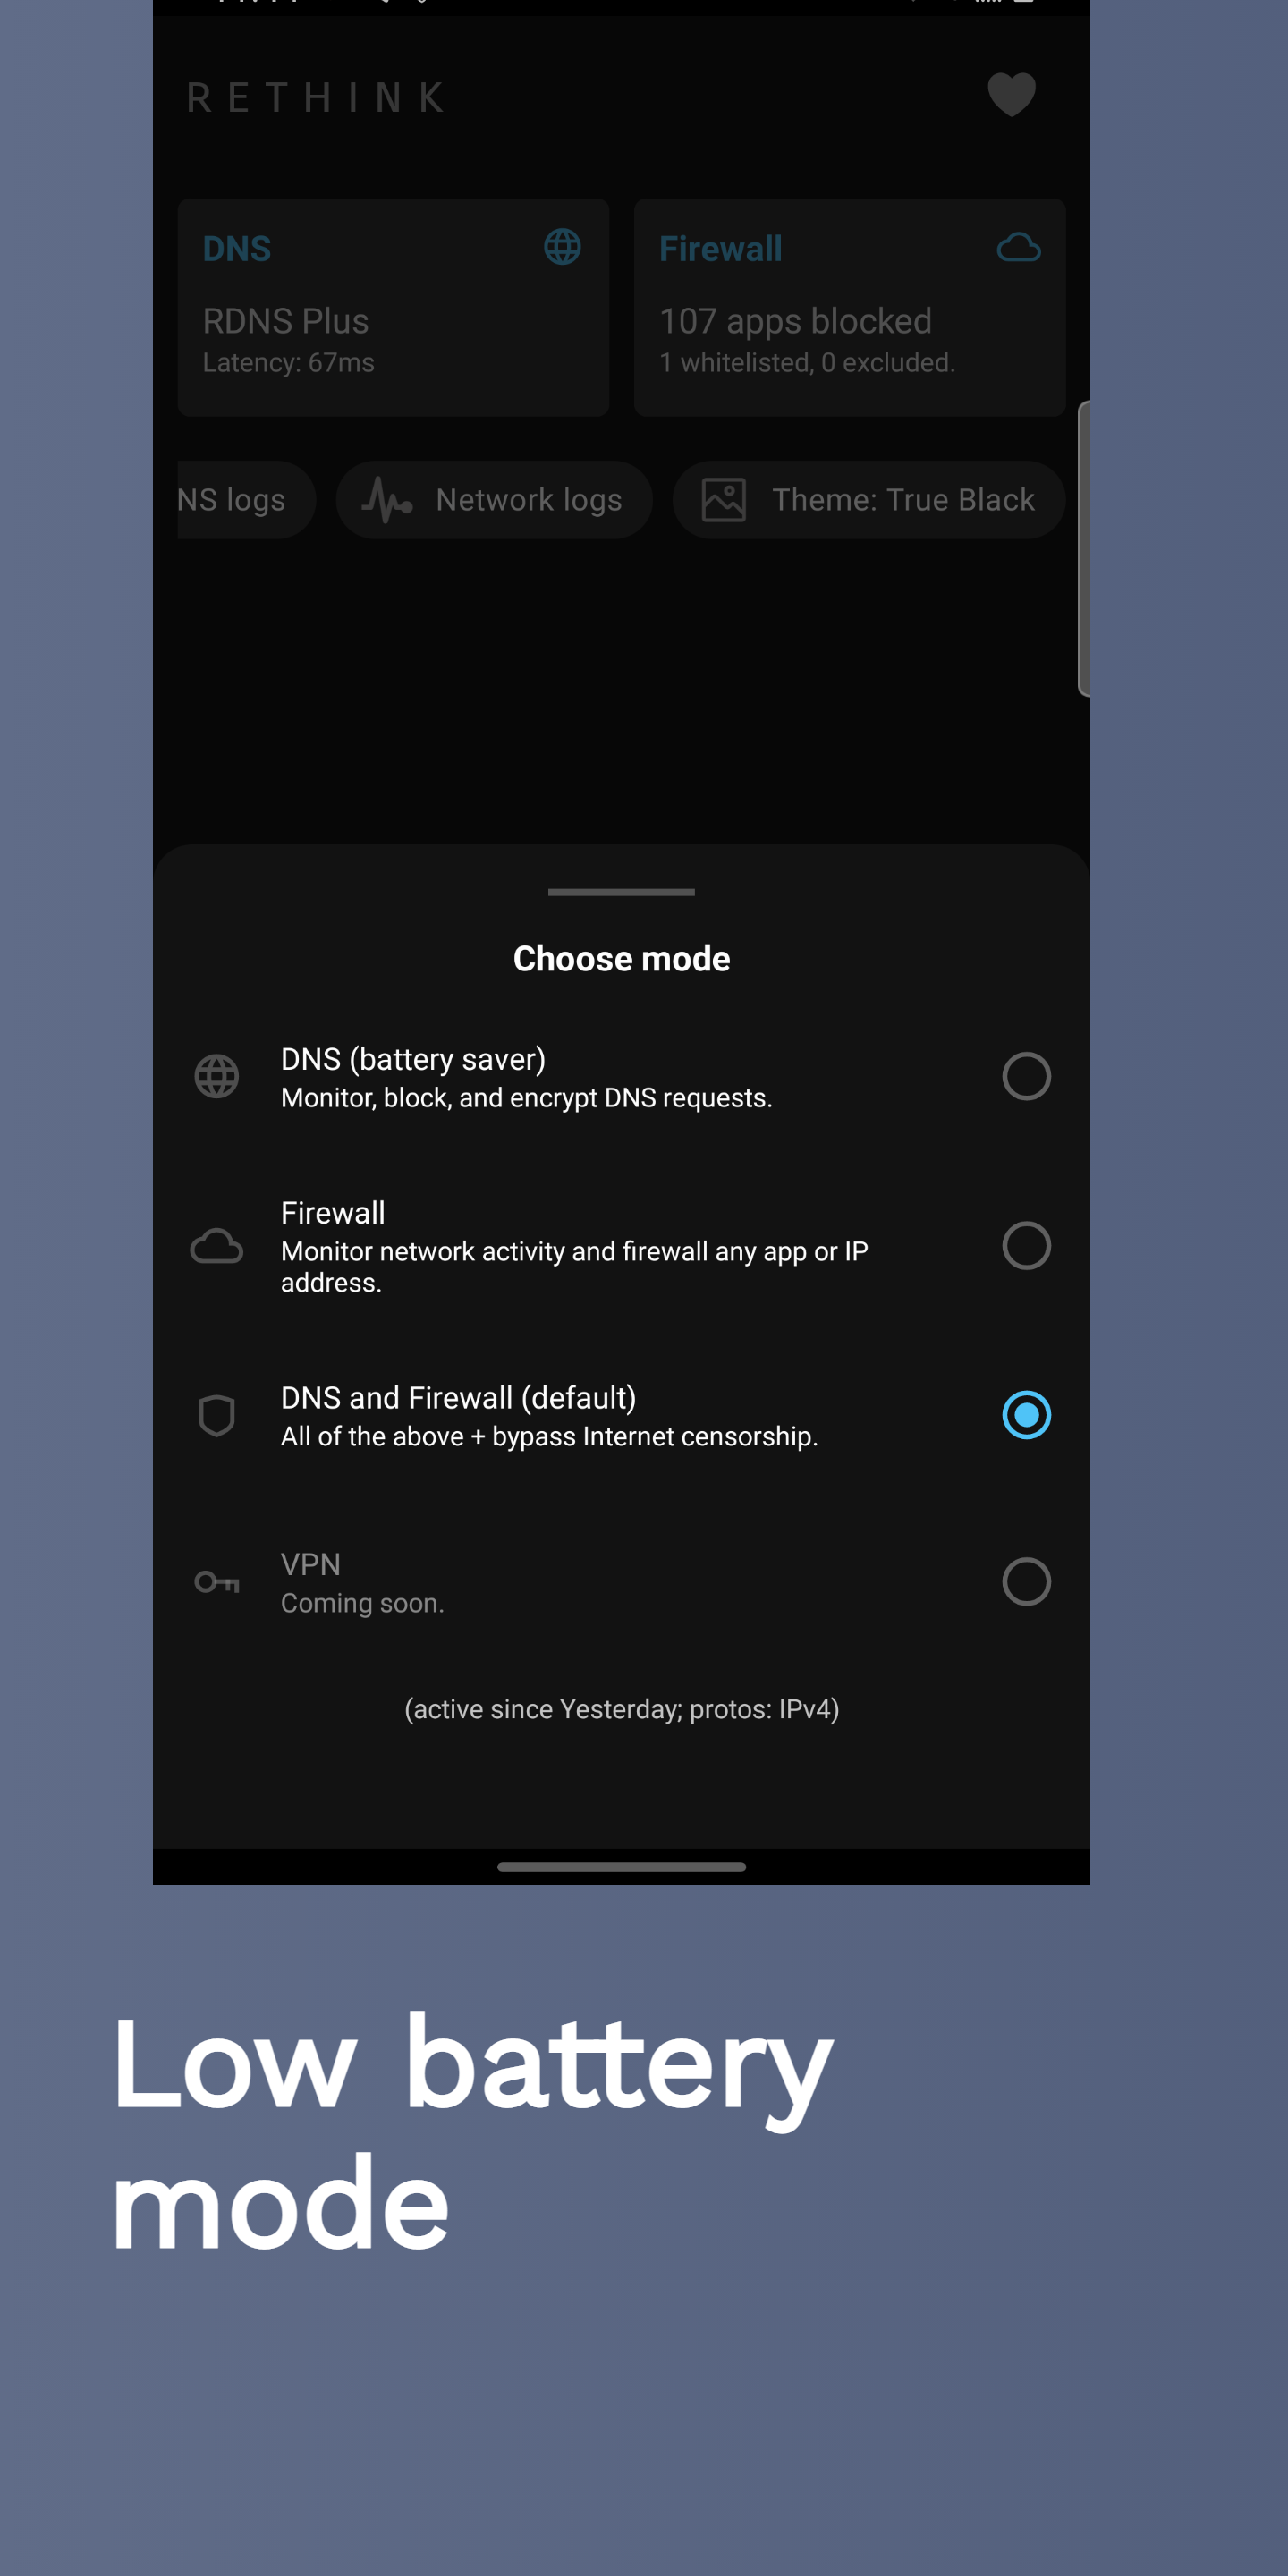 RETHINK
DNS
RDNS Plus
Latency: 67ms
Firewall
107 apps blocked
1 whitelisted, 0 excluded.
NS logs
Network logs
Theme: True Black
Choose mode
DNS (battery saver)
Monitor, block, and encrypt DNS requests.
Firewall
Monitor network activity and firewall any app or IP
address.
DNS and Firewall (default)
All of the above + bypass Internet censorship.
VPN
Coming soon.
(active since Yesterday; protos: IPv4)
Low battery
mode